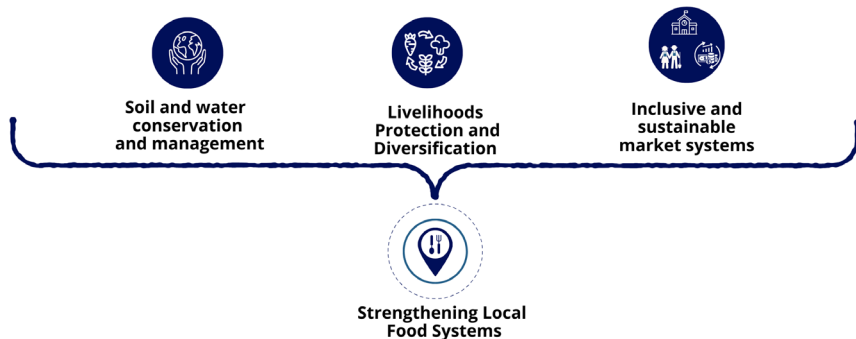 Soil and water
conservation
and management
Livelihoods
Protection and
Diversification
Inclusive and
sustainable
market systems
Strengthening Local
Food Systems